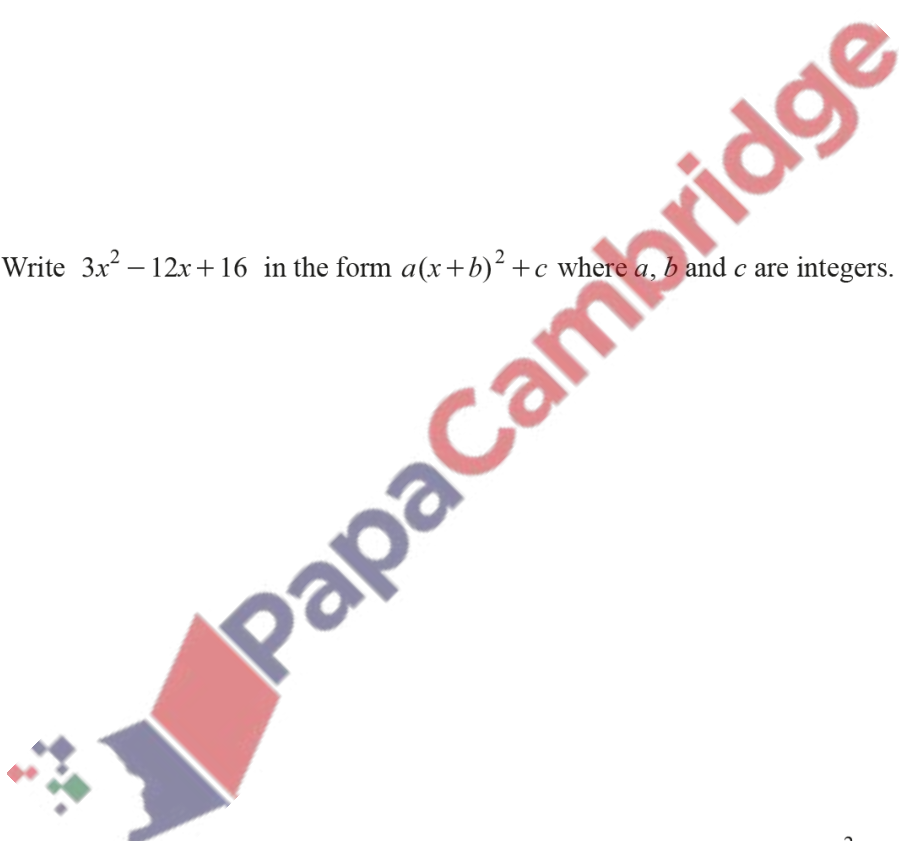 Write 3x² − 12x + 16 in the form a(x + b)² + c where a, b and c are integers.
PapaCambridge